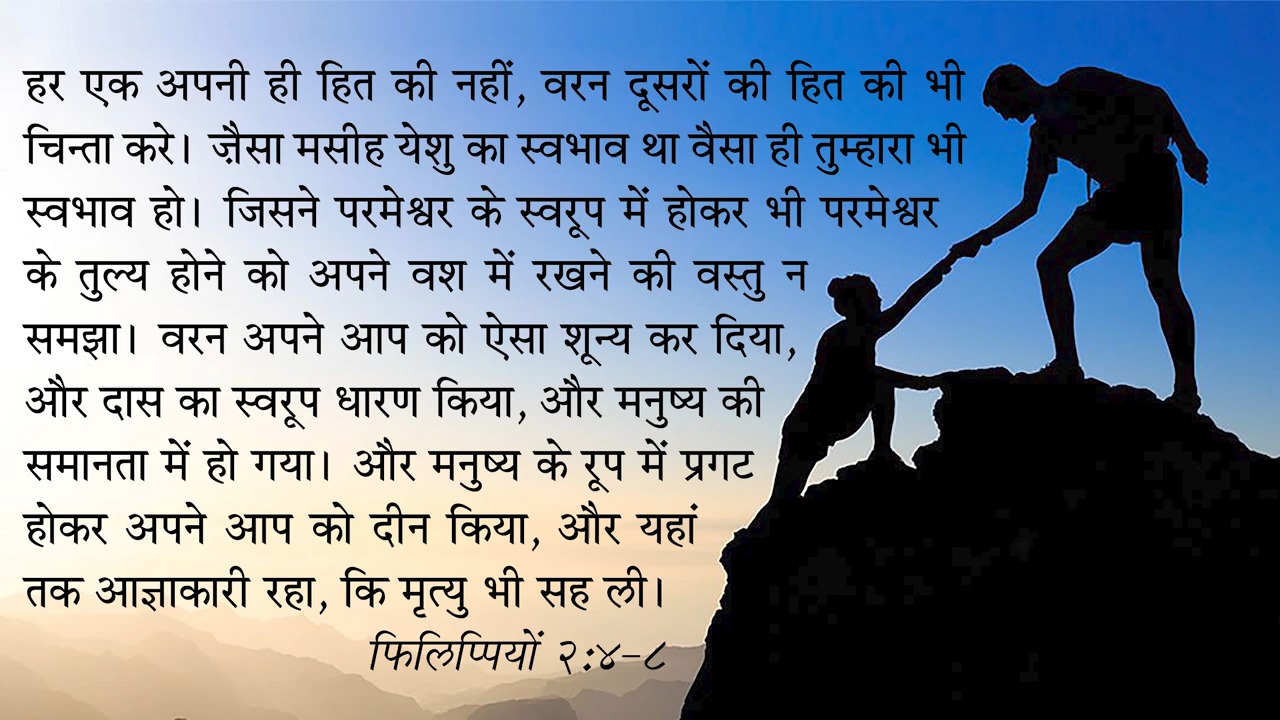 हर एक अपनी ही हित की नहीं, वरन दूसरों की हित की भी
चिन्ता करे। ज़ैसा मसीह येशु का स्वभाव था वैसा ही तुम्हारा भी
स्वभाव हो। जिसने परमेश्वर के स्वरूप में होकर भी परमेश्वर
के तुल्य होने को अपने वश में रखने की वस्तु न
समझा। वरन अपने आप को ऐसा शून्य कर दिया,
और दास का स्वरूप धारण किया, और मनुष्य की
समानता में हो गया। और मनुष्य के रूप में प्रगट
होकर अपने आप को दीन किया, और यहां
तक आज्ञाकारी रहा, कि मृत्यु भी सह ली।
फिलिप्पियों २:४-८